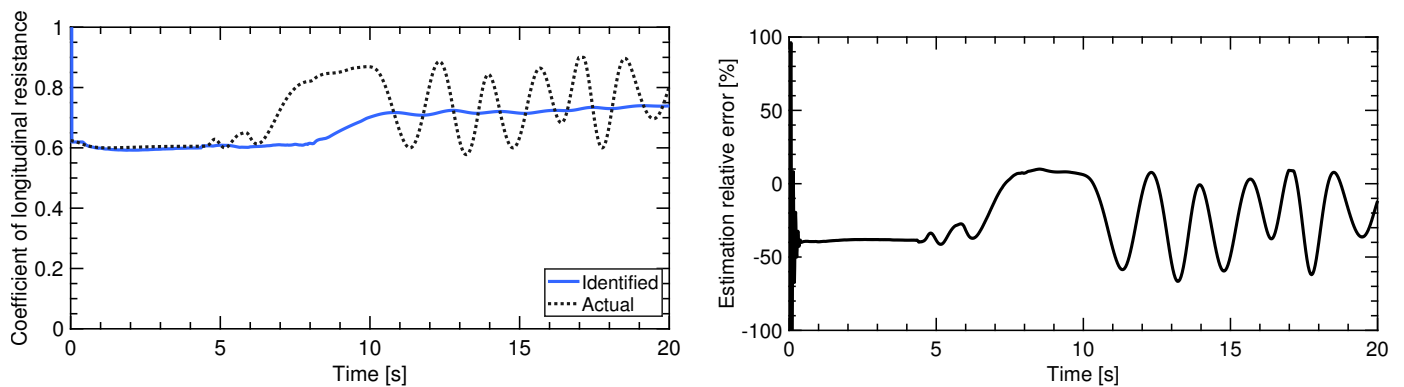 Coefficient of longitudinal resistance
1
0.8
0.6
0.4
0.2
0
0 5 10 15 20
Time [s]
Identified
Actual
Estimation relative error [%]
100
50
0
-50
-100
0 5 10 15 20
Time [s]